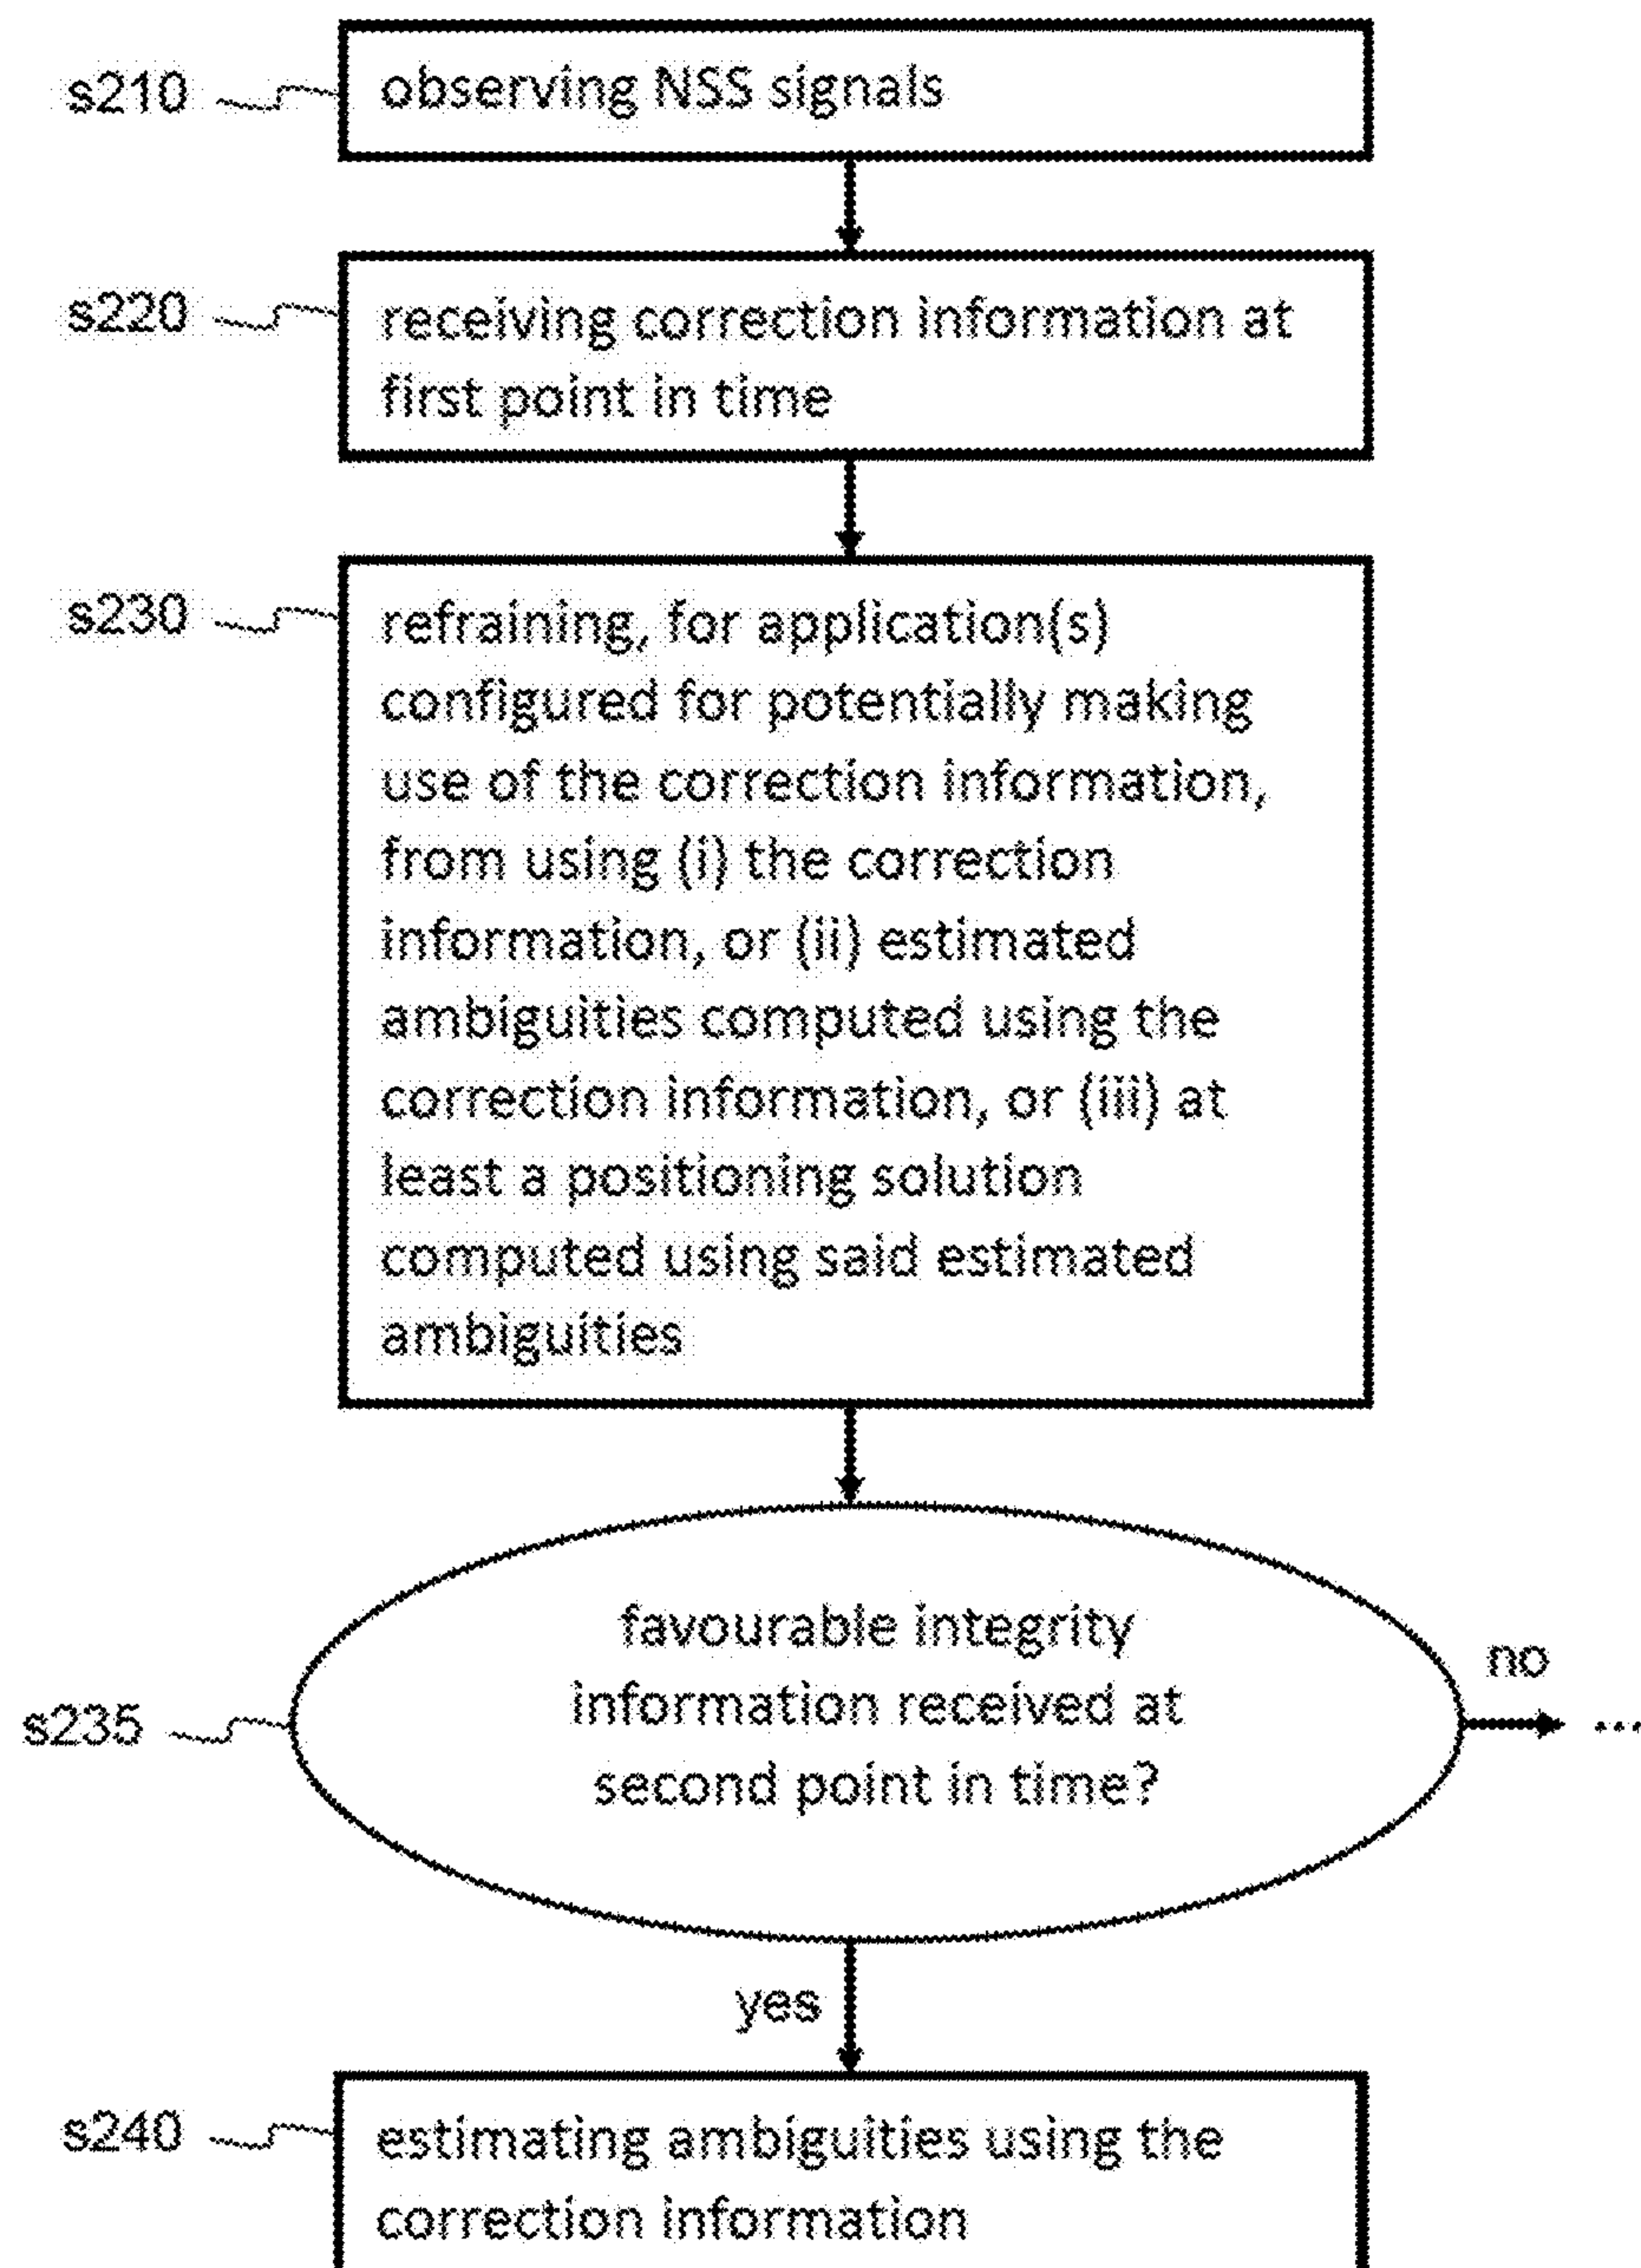 s210
observing NSS signals
s220
receiving correction information at
first point in time
s230
refraining, for application(s)
configured for potentially making
use of the correction information,
from using (i) the correction
information, or (ii) estimated
ambiguities computed using the
correction information, or (iii) at
least a positioning solution
computed using said estimated
ambiguities
s235
favourable integrity
information received at
second point in time?
no
...
yes
s240
estimating ambiguities using the
correction information